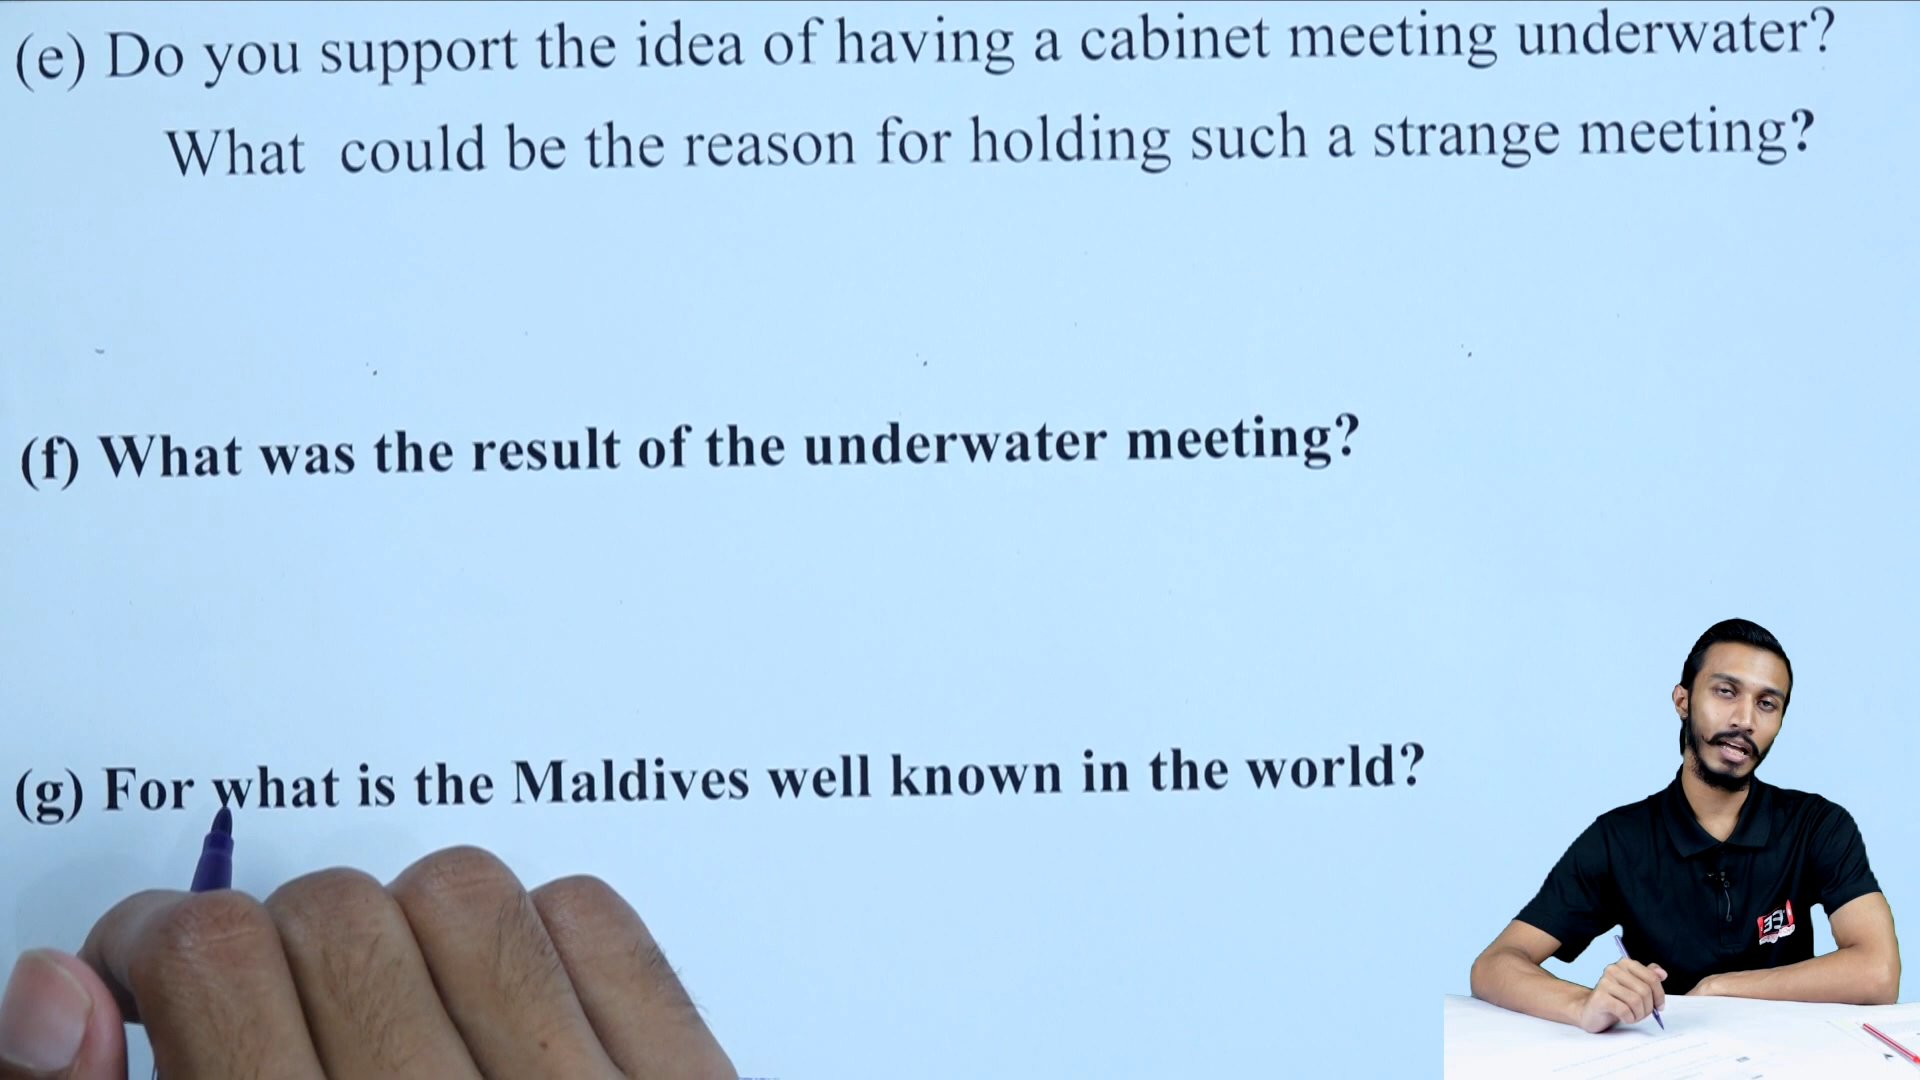 (e) Do you support the idea of having a cabinet meeting underwater?
What could be the reason for holding such a strange meeting?
(f) What was the result of the underwater meeting?
(g) For what is the Maldives well known in the world?